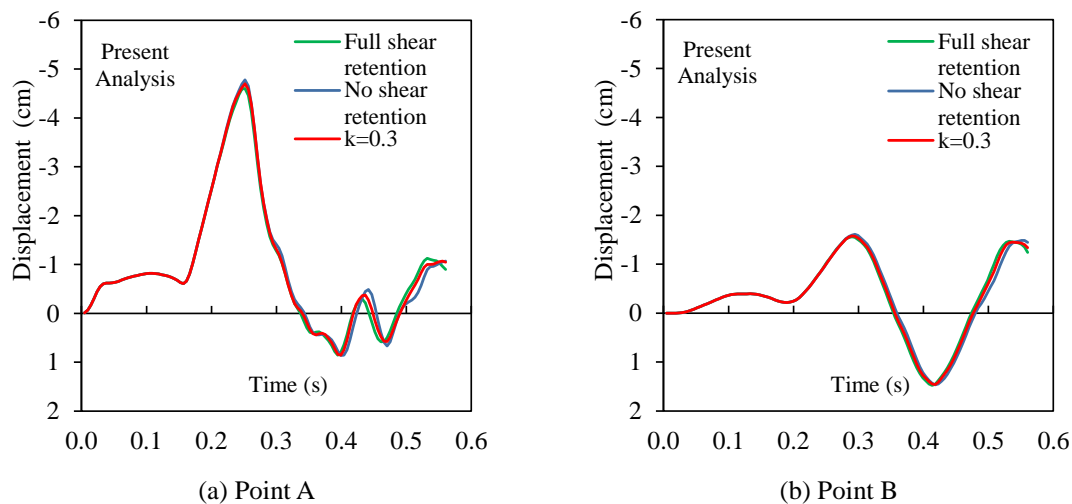 -6
-5
-4
-3
-2
-1
0
1
2
Displacement (cm)
Present
Analysis
Full shear
retention
No shear
retention
k=0.3
Time (s)
0.0 0.1 0.2 0.3 0.4 0.5 0.6
(a) Point A
-6
-5
-4
-3
-2
-1
0
1
2
Displacement (cm)
Present
Analysis
Full shear
retention
No shear
retention
k=0.3
Time (s)
0.0 0.1 0.2 0.3 0.4 0.5 0.6
(b) Point B